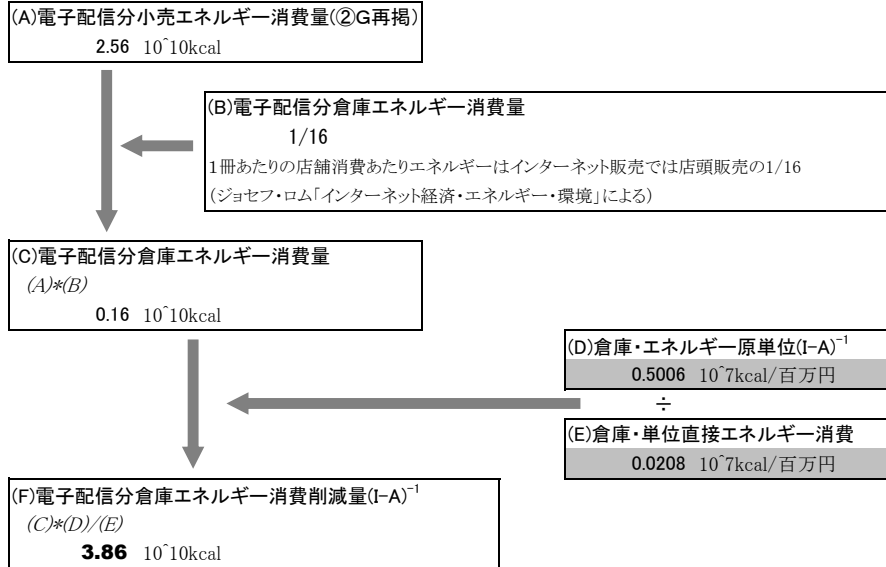 (A)電子配信分小売エネルギー消費量(②G再掲)
2.56 10^10kcal
(B)電子配信分倉庫エネルギー消費量
1/16
1冊あたりの店舗消費あたりエネルギーはインターネット販売では店頭販売の1/16
(ジョセフ・ロム「インターネット経済・エネルギー・環境」による)
(C)電子配信分倉庫エネルギー消費量
(A)*(B)
0.16 10^10kcal
(D)倉庫・エネルギー原単位(I-A)⁻¹
0.5006 10^7kcal/百万円
÷
(E)倉庫・単位直接エネルギー消費
0.0208 10^7kcal/百万円
(F)電子配信分倉庫エネルギー消費削減量(I-A)⁻¹
(C)*(D)/(E)
3.86 10^10kcal